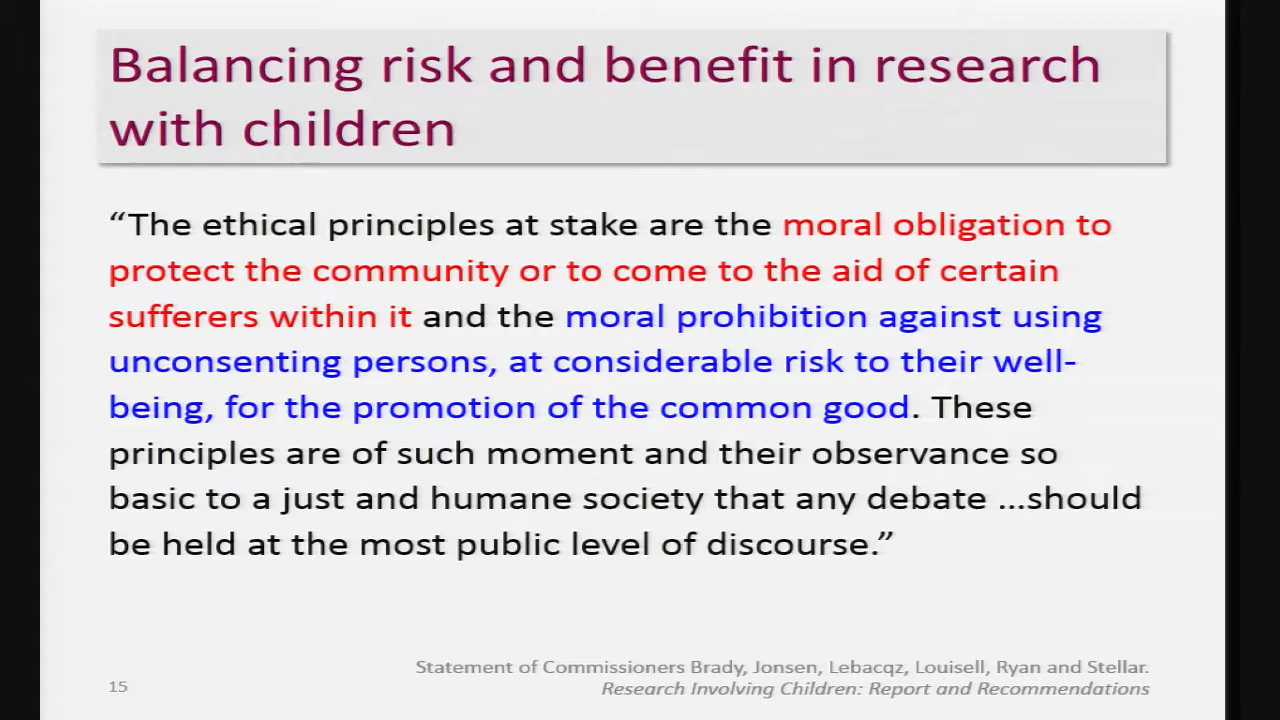 Balancing risk and benefit in research
with children
“The ethical principles at stake are the moral obligation to
protect the community or to come to the aid of certain
sufferers within it and the moral prohibition against using
unconsenting persons, at considerable risk to their well-
being, for the promotion of the common good. These
principles are of such moment and their observance so
basic to a just and humane society that any debate …should
be held at the most public level of discourse.”
Statement of Commissioners Brady, Jonsen, Lebacqz, Louisell, Ryan and Stellar.
15
Research Involving Children: Report and Recommendations